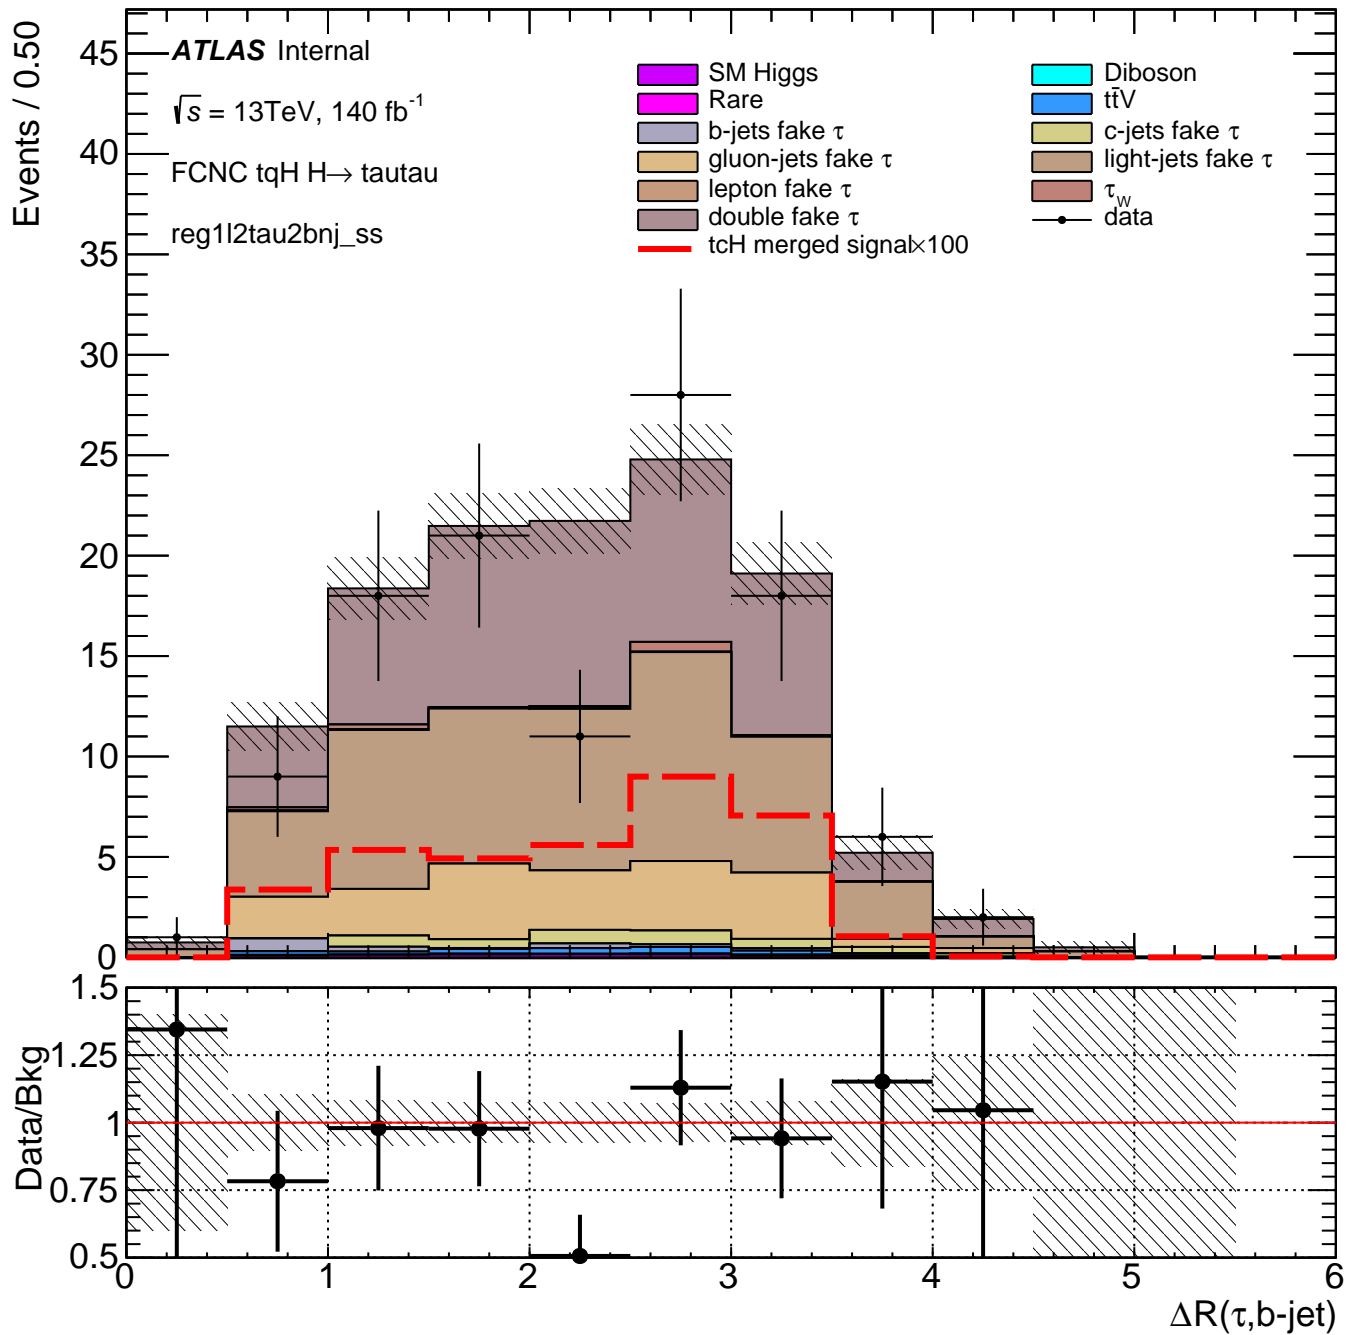 Events / 0.50
45
40
35
30
25
20
15
10
5
0
ATLAS Internal
√s = 13TeV, 140 fb⁻¹
FCNC tqH H→ tautau
reg1l2tau2bnj_ss
SM Higgs
Rare
b-jets fake τ
gluon-jets fake τ
lepton fake τ
double fake τ
tcH merged signal×100
Diboson
tt̄V
c-jets fake τ
light-jets fake τ
τ_W
data
Data/Bkg
1.5
1.25
1
0.75
0.5
0 1 2 3 4 5 6
ΔR(τ,b-jet)